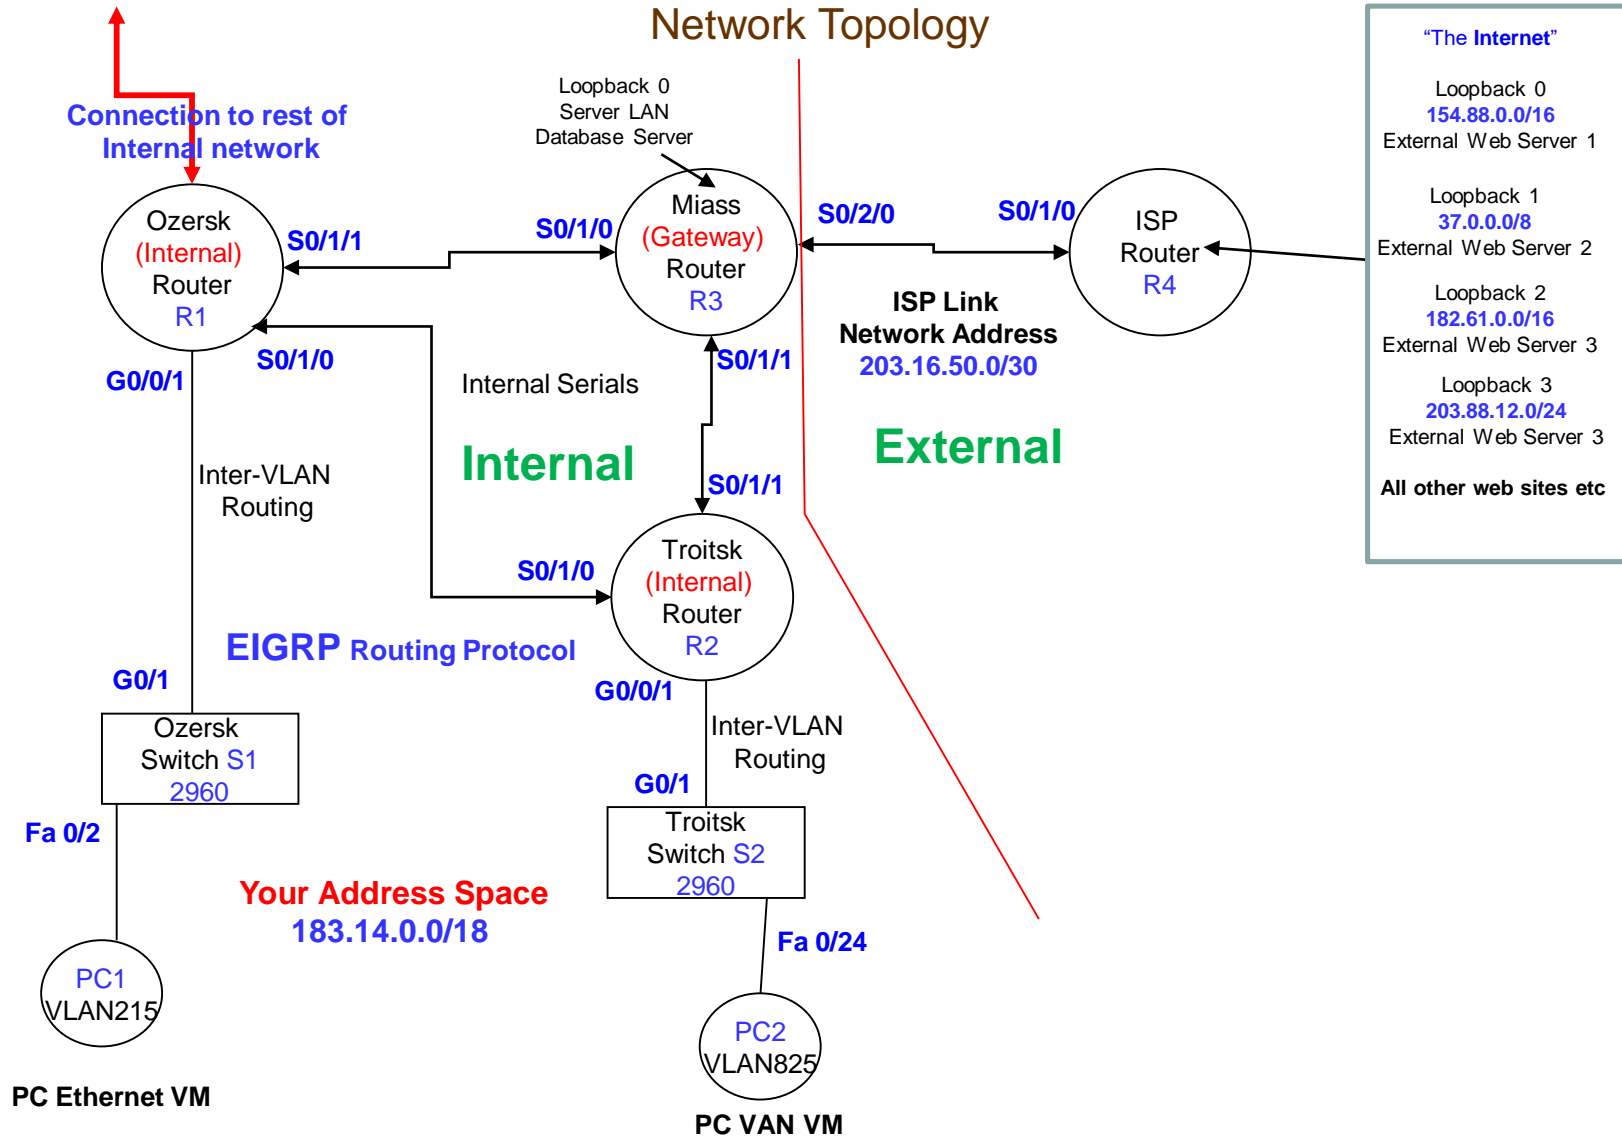 Network Topology
Connection to rest of
Internal network
Loopback 0
Server LAN
Database Server
"The Internet"
Loopback 0
154.88.0.0/16
External Web Server 1
Loopback 1
37.0.0.0/8
External Web Server 2
Loopback 2
182.61.0.0/16
External Web Server 3
Loopback 3
203.88.12.0/24
External Web Server 3
All other web sites etc
Ozersk
(Internal)
Router
R1
S0/1/1
S0/1/0
Miass
(Gateway)
Router
R3
S0/2/0
S0/1/0
ISP
Router
R4
ISP Link
Network Address
203.16.50.0/30
G0/0/1
S0/1/0
Internal Serials
S0/1/1
Internal
External
Inter-VLAN
Routing
S0/1/1
S0/1/0
Troitsk
(Internal)
Router
R2
EIGRP Routing Protocol
G0/1
G0/0/1
Ozersk
Switch S1
2960
Inter-VLAN
Routing
G0/1
Fa 0/2
Troitsk
Switch S2
2960
Your Address Space
183.14.0.0/18
Fa 0/24
PC1
VLAN215
PC2
VLAN825
PC Ethernet VM
PC VAN VM